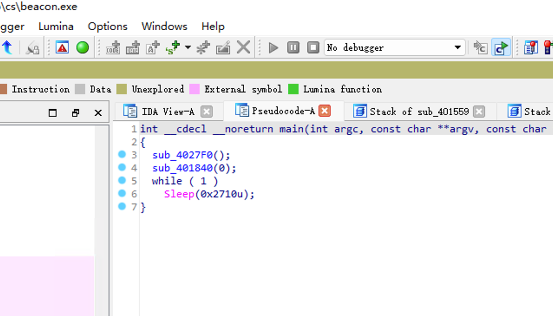 \cs\beacon.exe
gger Lumina Options Windows Help
No debugger
Instruction Data Unexplored External symbol Lumina function
IDA View-A Pseudocode-A Stack of sub_401559 Stack
1 int __cdecl __noreturn main(int argc, const char **argv, const char
2 {
3 sub_4027F0();
4 sub_401840(0);
5 while ( 1 )
6 Sleep(0x2710u);
7 }